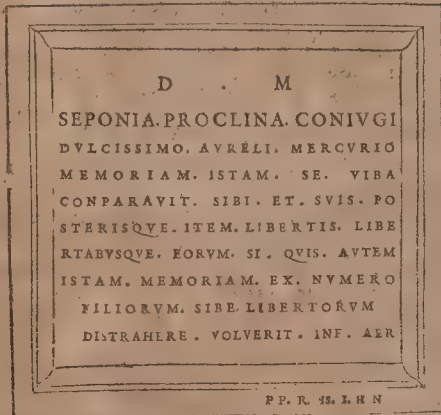 D . M
SEPONIA. PROCLINA. CONIVGI
DVLCISSIMO. AVRELI. MERCVRIO
MEMORIAM. ISTAM. SE. VIBA
CONPARAVIT. SIBI. ET. SVIS. PO
STERISQVE. ITEM. LIBERTIS. LIBE
RTABVSQVE. EORVM. SI. QVIS. AVTEM
ISTAM. MEMORIAM. EX. NVMERO
FILIORVM. SIBE. LIBERTORVM
DISTRAHERE. VOLVERIT. INF. AER
PP. R. I. H N